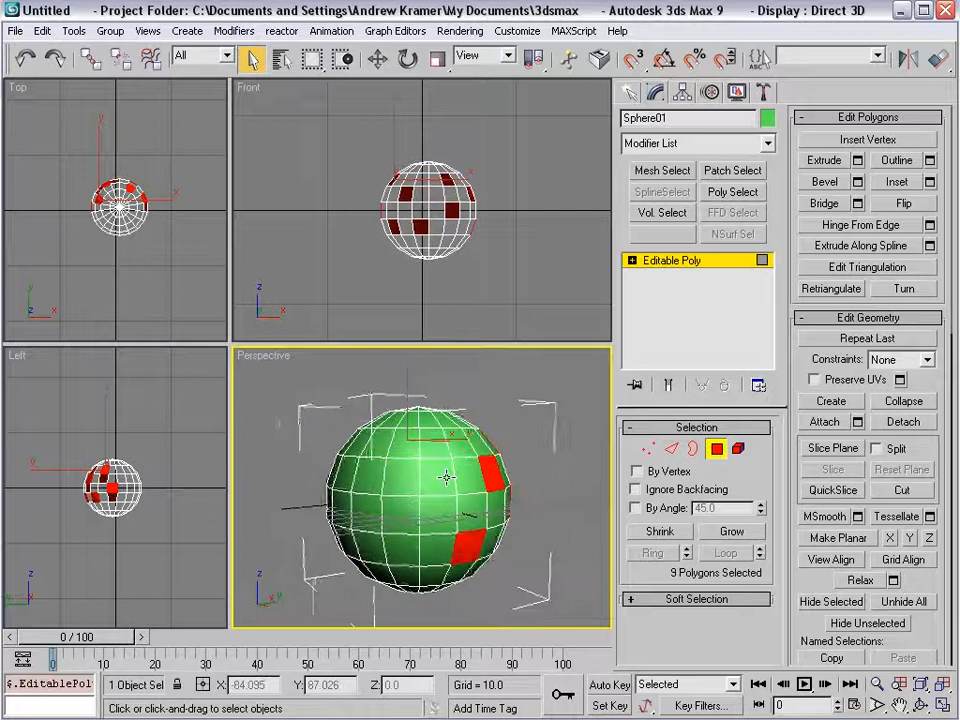 Untitled - Project Folder: C:\Documents and Settings\Andrew Kramer\My Documents\3dsmax - Autodesk 3ds Max 9 - Display : Direct 3D
File Edit Tools Group Views Create Modifiers reactor Animation Graph Editors Rendering Customize MAXScript Help
All View
Top
Front
Left
Perspective
Sphere01
Modifier List
Mesh Select Patch Select
SplineSelect Poly Select
Vol. Select FFD Select
NSurf Sel
Editable Poly
Selection
By Vertex
Ignore Backfacing
By Angle: 45.0
Shrink Grow
Ring Loop
9 Polygons Selected
Soft Selection
Edit Polygons
Insert Vertex
Extrude Outline
Bevel Inset
Bridge Flip
Hinge From Edge
Extrude Along Spline
Edit Triangulation
Retriangulate Turn
Edit Geometry
Repeat Last
Constraints: None
Preserve UVs
Create Collapse
Attach Detach
Slice Plane Split
Slice Reset Plane
QuickSlice Cut
MSmooth Tessellate
Make Planar X Y Z
View Align Grid Align
Relax
Hide Selected Unhide All
Hide Unselected
Named Selections:
Copy Paste
0 / 100
0 10 20 30 40 50 60 70 80 90 100
$.EditablePol 1 Object Sel X: -84.095 Y: 87.026 Z: 0.0 Grid = 10.0 Auto Key Selected
Click or click-and-drag to select objects Add Time Tag Set Key Key Filters... 0